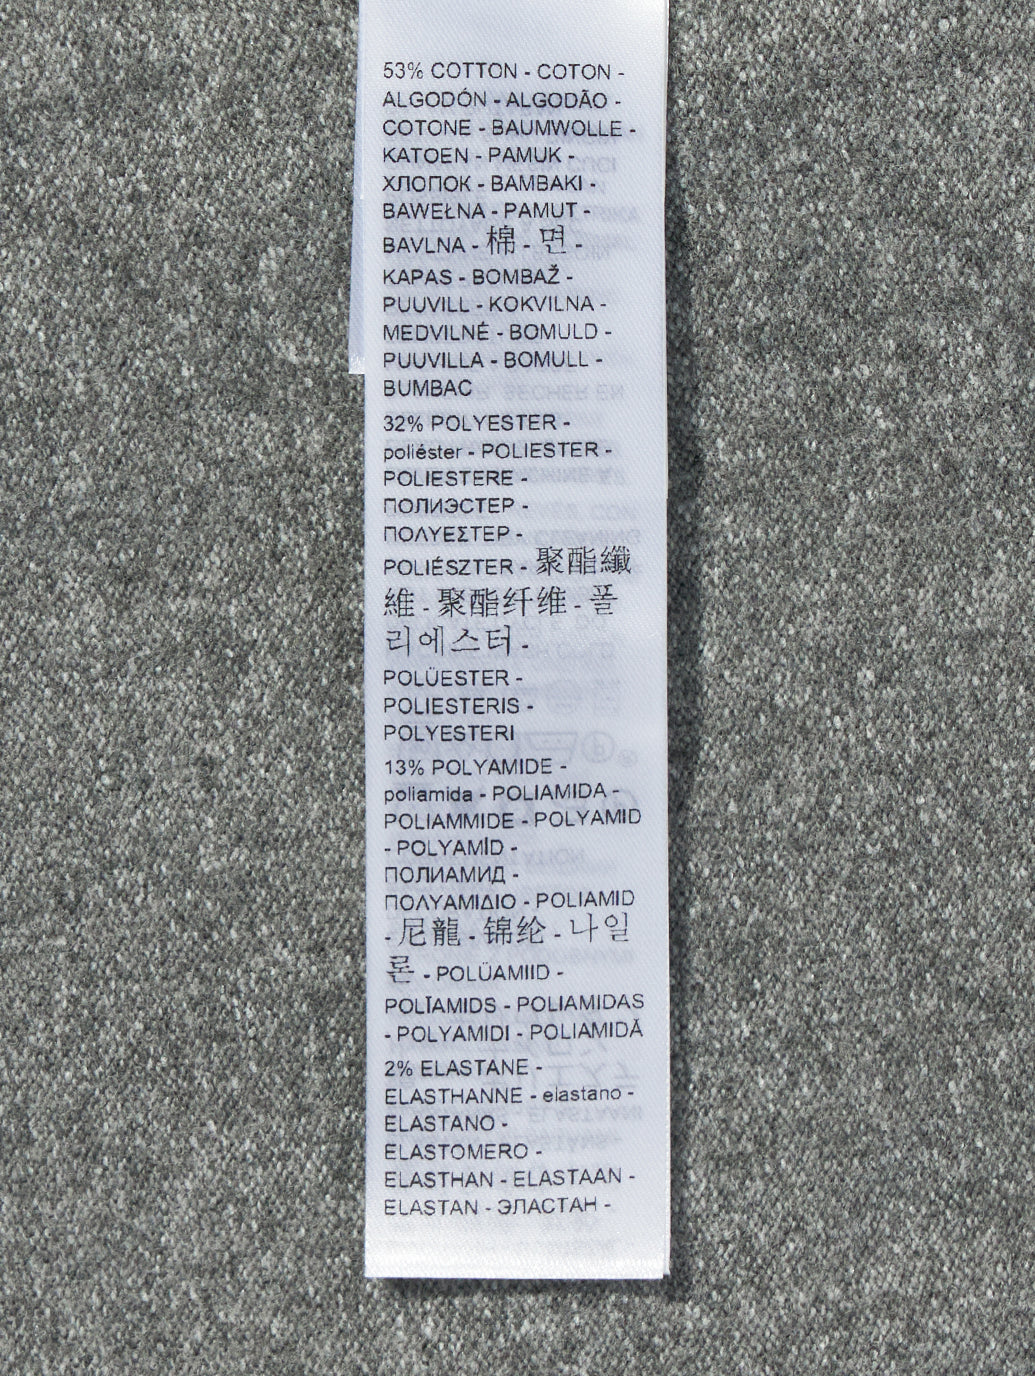 53% COTTON - COTON -
ALGODÓN - ALGODÃO -
COTONE - BAUMWOLLE -
KATOEN - PAMUK -
ХЛОПОК - BAMBAKI -
BAWEŁNA - PAMUT -
BAVLNA - 棉 - 면 -
KAPAS - BOMBAŽ -
PUUVILL - KOKVILNA -
MEDVILNÉ - BOMULD -
PUUVILLA - BOMULL -
BUMBAC
32% POLYESTER -
poliéster - POLIESTER -
POLIESTERE -
ПОЛИЭСТЕР -
ΠΟΛΥΕΣΤΕΡ -
POLIÉSZTER - 聚酯纖
維 - 聚酯纤维 - 폴
리에스터 -
POLÜESTER -
POLIESTERIS -
POLYESTERI
13% POLYAMIDE -
poliamida - POLIAMIDA -
POLIAMMIDE - POLYAMID
- POLYAMİD -
ПОЛИАМИД -
ΠΟΛΥΑΜΙΔΙΟ - POLIAMID
- 尼龍 - 锦纶 - 나일
론 - POLÜAMIID -
POLĪAMIDS - POLIAMIDAS
- POLYAMIDI - POLIAMIDĂ
2% ELASTANE -
ELASTHANNE - elastano -
ELASTANO -
ELASTOMERO -
ELASTHAN - ELASTAAN -
ELASTAN - ЭЛАСТАН -